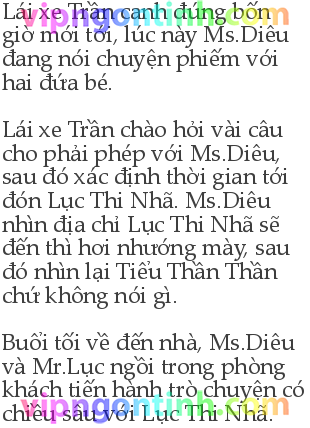 Lái xe Trần canh đúng bốn
giờ mới tới, lúc này Ms.Diêu
đang nói chuyện phiếm với
hai đứa bé.
Lái xe Trần chào hỏi vài câu
cho phải phép với Ms.Diêu,
sau đó xác định thời gian tới
đón Lục Thi Nhã. Ms.Diêu
nhìn địa chỉ Lục Thi Nhã sẽ
đến thì hơi nhướng mày, sau
đó nhìn lại Tiểu Thần Thần
chứ không nói gì.
Buổi tối về đến nhà, Ms.Diêu
và Mr.Lục ngồi trong phòng
khách tiến hành trò chuyện có
chiều sâu với Lục Thi Nhã.
vipngontinh.com
vipngontinh.com